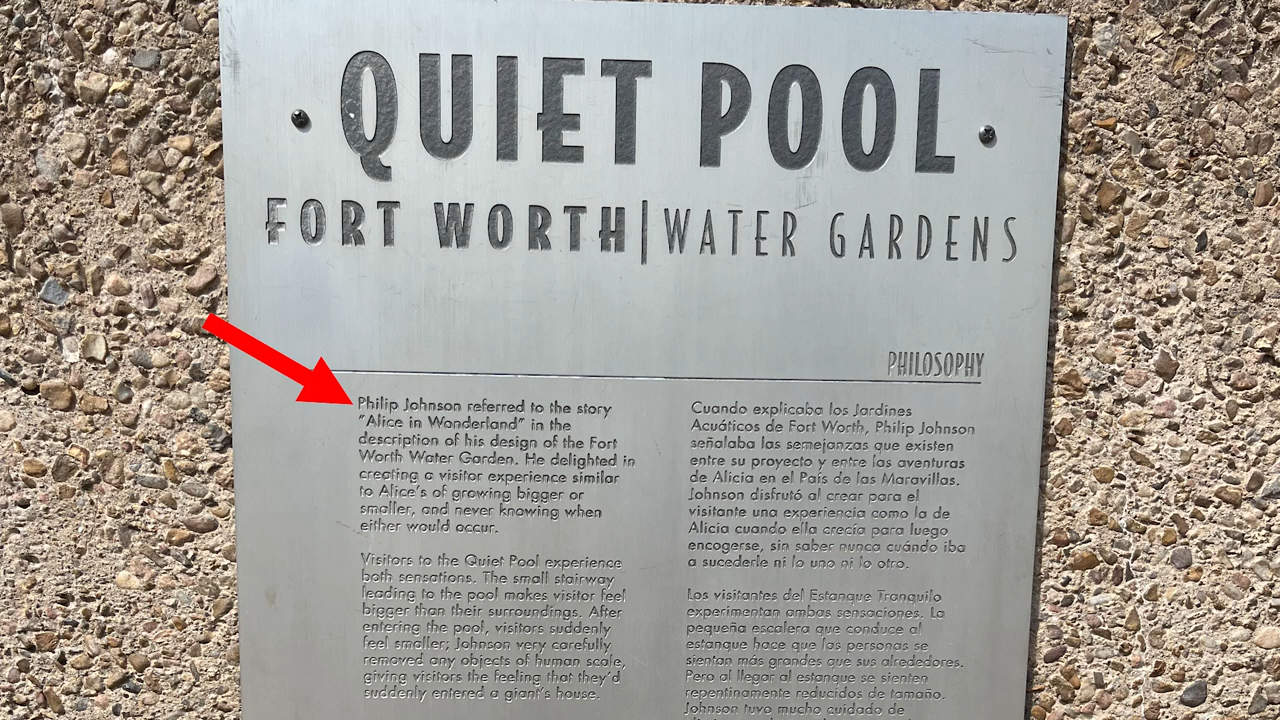 QUIET POOL
FORT WORTH|WATER GARDENS
PHILOSOPHY
Philip Johnson referred to the story
"Alice in Wonderland" in the
description of his design of the Fort
Worth Water Garden. He delighted in
creating a visitor experience similar
to Alice's of growing bigger or
smaller, and never knowing when
either would occur.
Visitors to the Quiet Pool experience
both sensations. The small stairway
leading to the pool makes visitor feel
bigger than their surroundings. After
entering the pool, visitors suddenly
feel smaller; Johnson very carefully
removed any objects of human scale,
giving visitors the feeling that they'd
suddenly entered a giant's house.
Cuando explicaba los Jardines
Acuáticos de Fort Worth, Philip Johnson
señalaba las semejanzas que existen
entre su proyecto y entre las aventuras
de Alicia en el País de las Maravillas.
Johnson disfrutó al crear para el
visitante una experiencia como la de
Alicia cuando ella crecía para luego
encogerse, sin saber nunca cuándo iba
a sucederle ni lo uno ni lo otro.
Los visitantes del Estanque Tranquilo
experimentan ambas sensaciones. La
pequeña escalera que conduce al
estanque hace que las personas se
sientan más grandes que sus alrededores.
Pero al llegar al estanque se sienten
repentinamente reducidos de tamaño.
Johnson tuvo mucho cuidado de